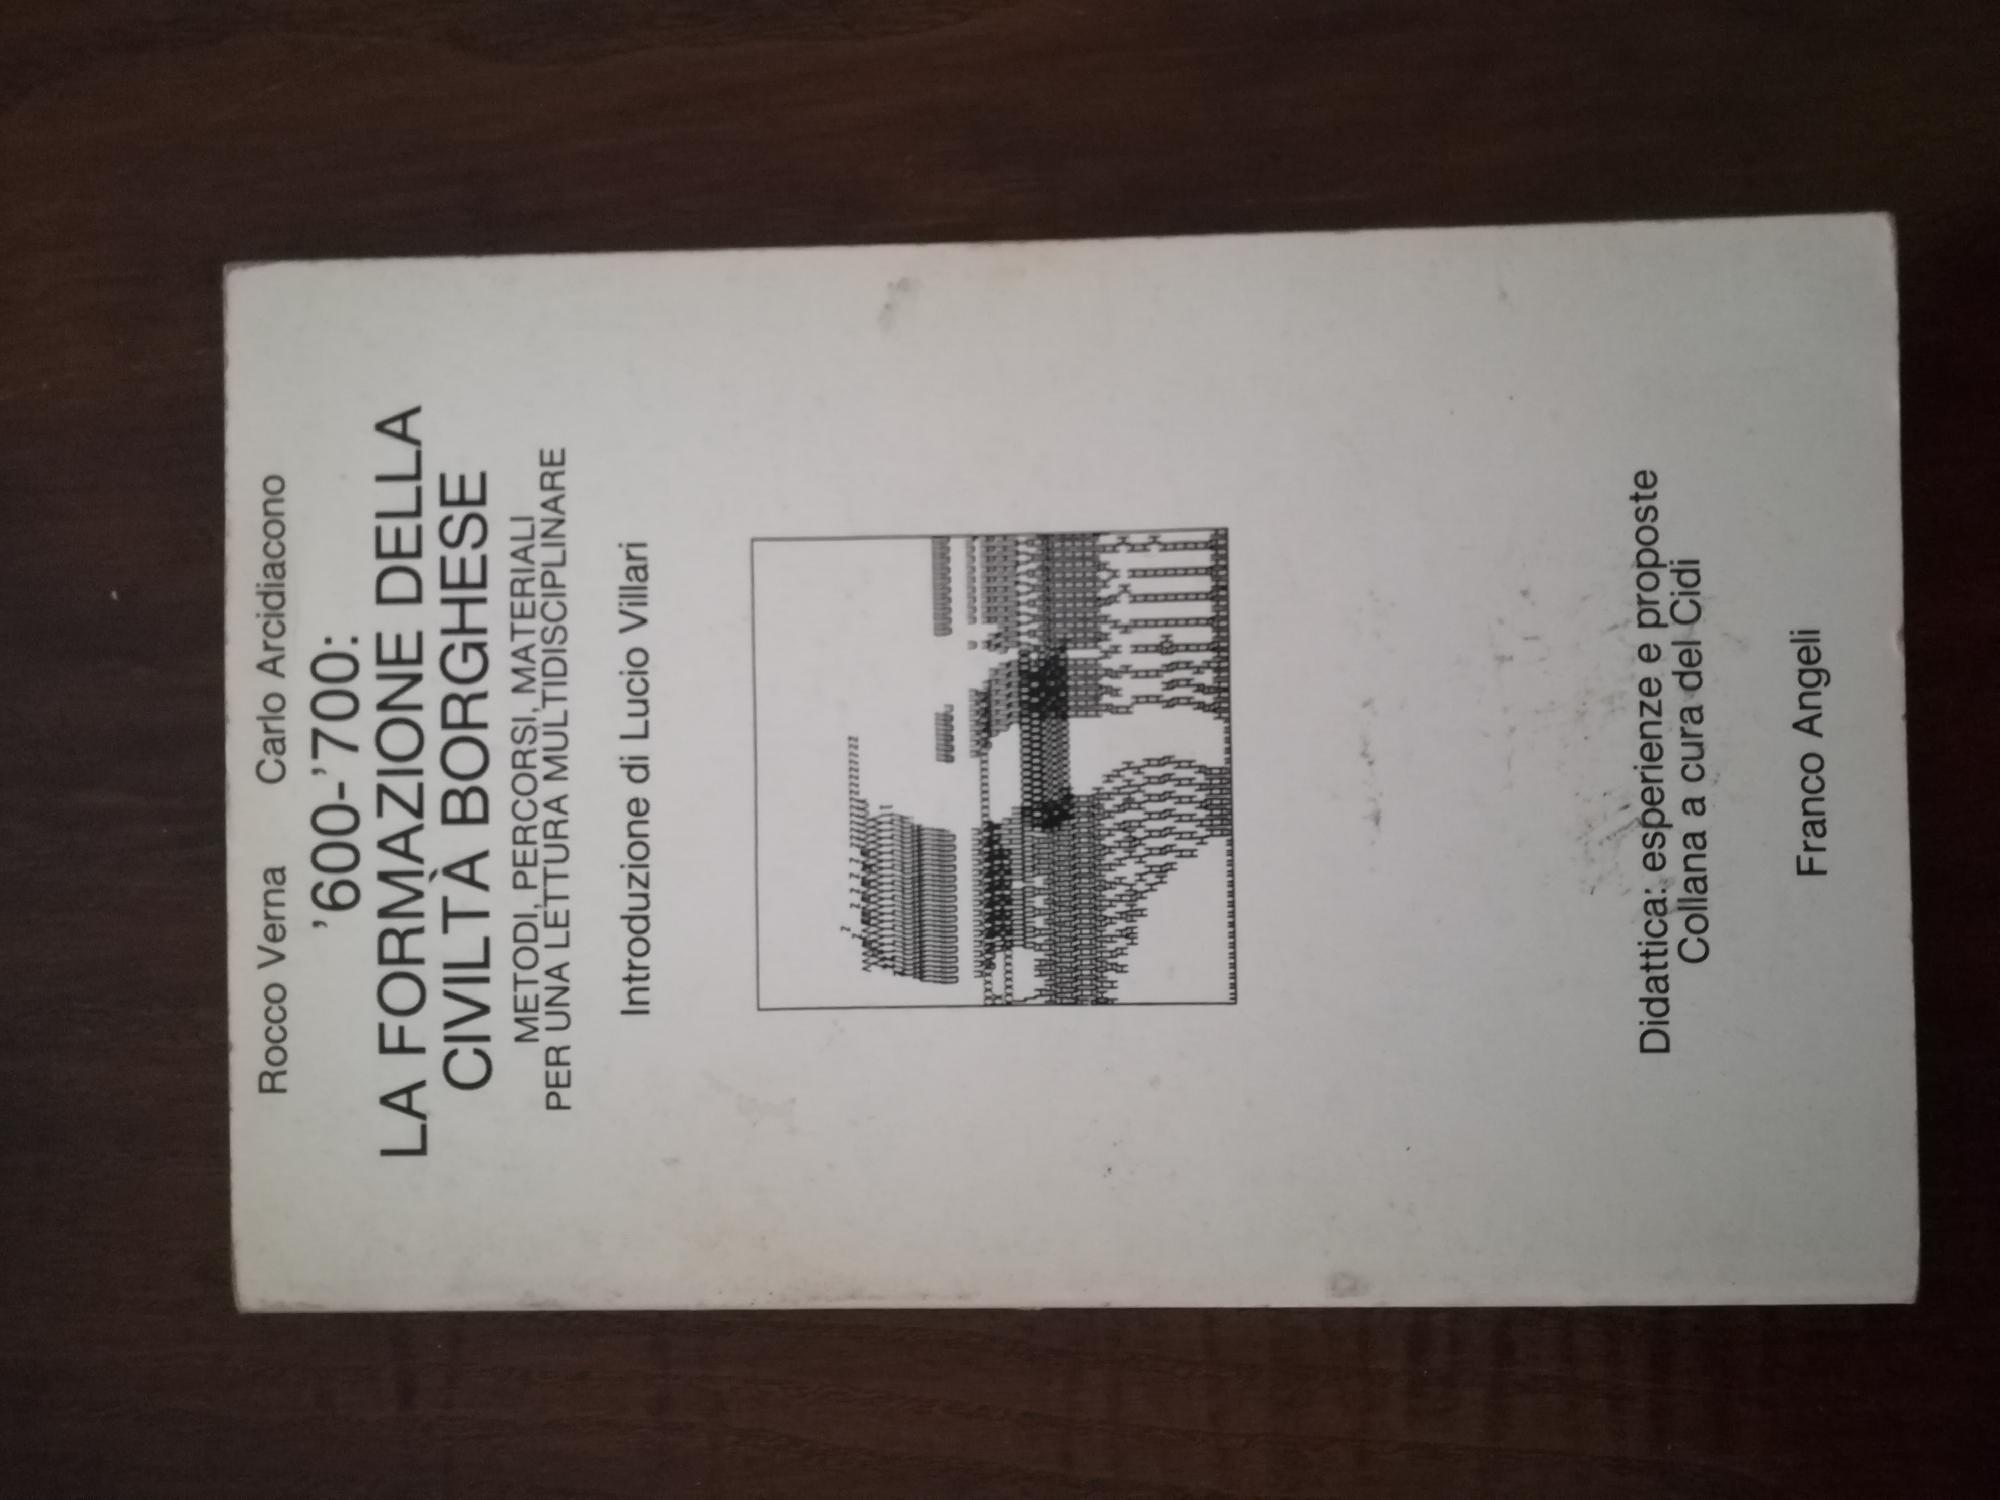 Rocco Verna Carlo Arcidiacono
'600-'700:
LA FORMAZIONE DELLA
CIVILTÀ BORGHESE
METODI, PERCORSI, MATERIALI
PER UNA LETTURA MULTIDISCIPLINARE
Introduzione di Lucio Villari
Didattica: esperienze e proposte
Collana a cura del Cidi
Franco Angeli